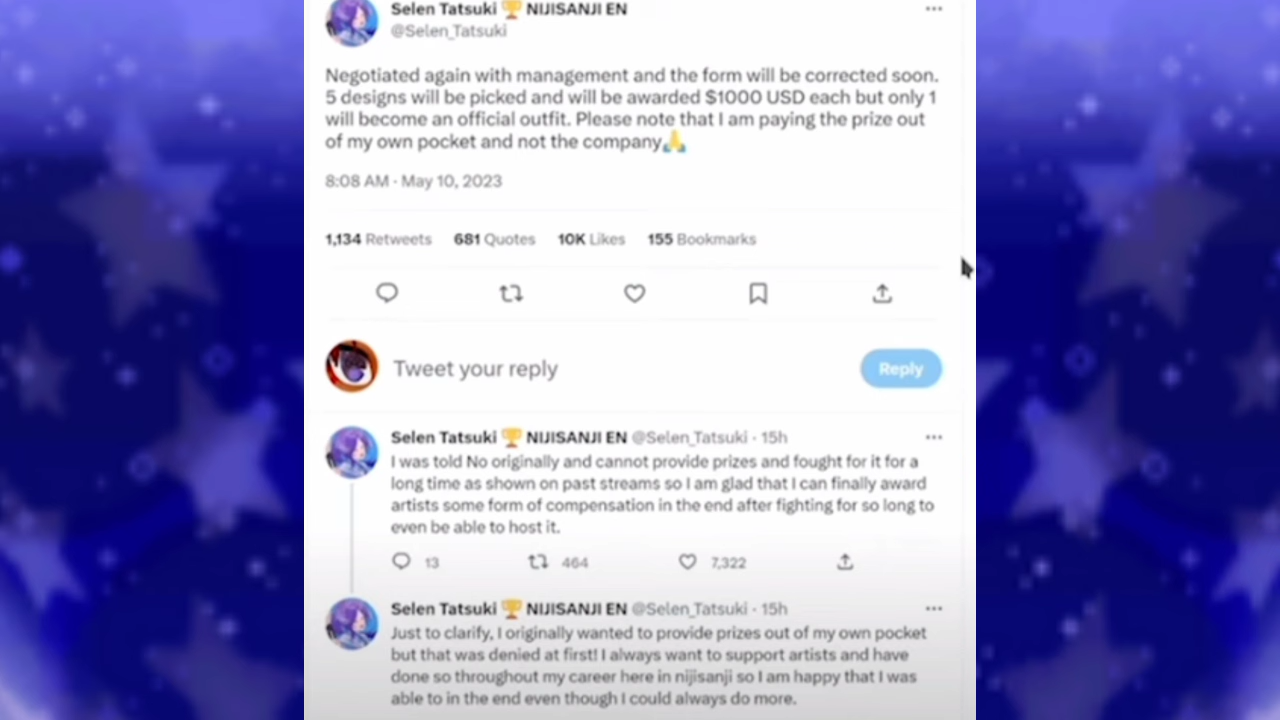 Selen Tatsuki 🏆 NIJISANJI EN
@Selen_Tatsuki
Negotiated again with management and the form will be corrected soon.
5 designs will be picked and will be awarded $1000 USD each but only 1
will become an official outfit. Please note that I am paying the prize out
of my own pocket and not the company🙏
8:08 AM · May 10, 2023
1,134 Retweets 681 Quotes 10K Likes 155 Bookmarks
Tweet your reply
Reply
Selen Tatsuki 🏆 NIJISANJI EN @Selen_Tatsuki · 15h
I was told No originally and cannot provide prizes and fought for it for a
long time as shown on past streams so I am glad that I can finally award
artists some form of compensation in the end after fighting for so long to
even be able to host it.
13 464 7,322
Selen Tatsuki 🏆 NIJISANJI EN @Selen_Tatsuki · 15h
Just to clarify, I originally wanted to provide prizes out of my own pocket
but that was denied at first! I always want to support artists and have
done so throughout my career here in nijisanji so I am happy that I was
able to in the end even though I could always do more.